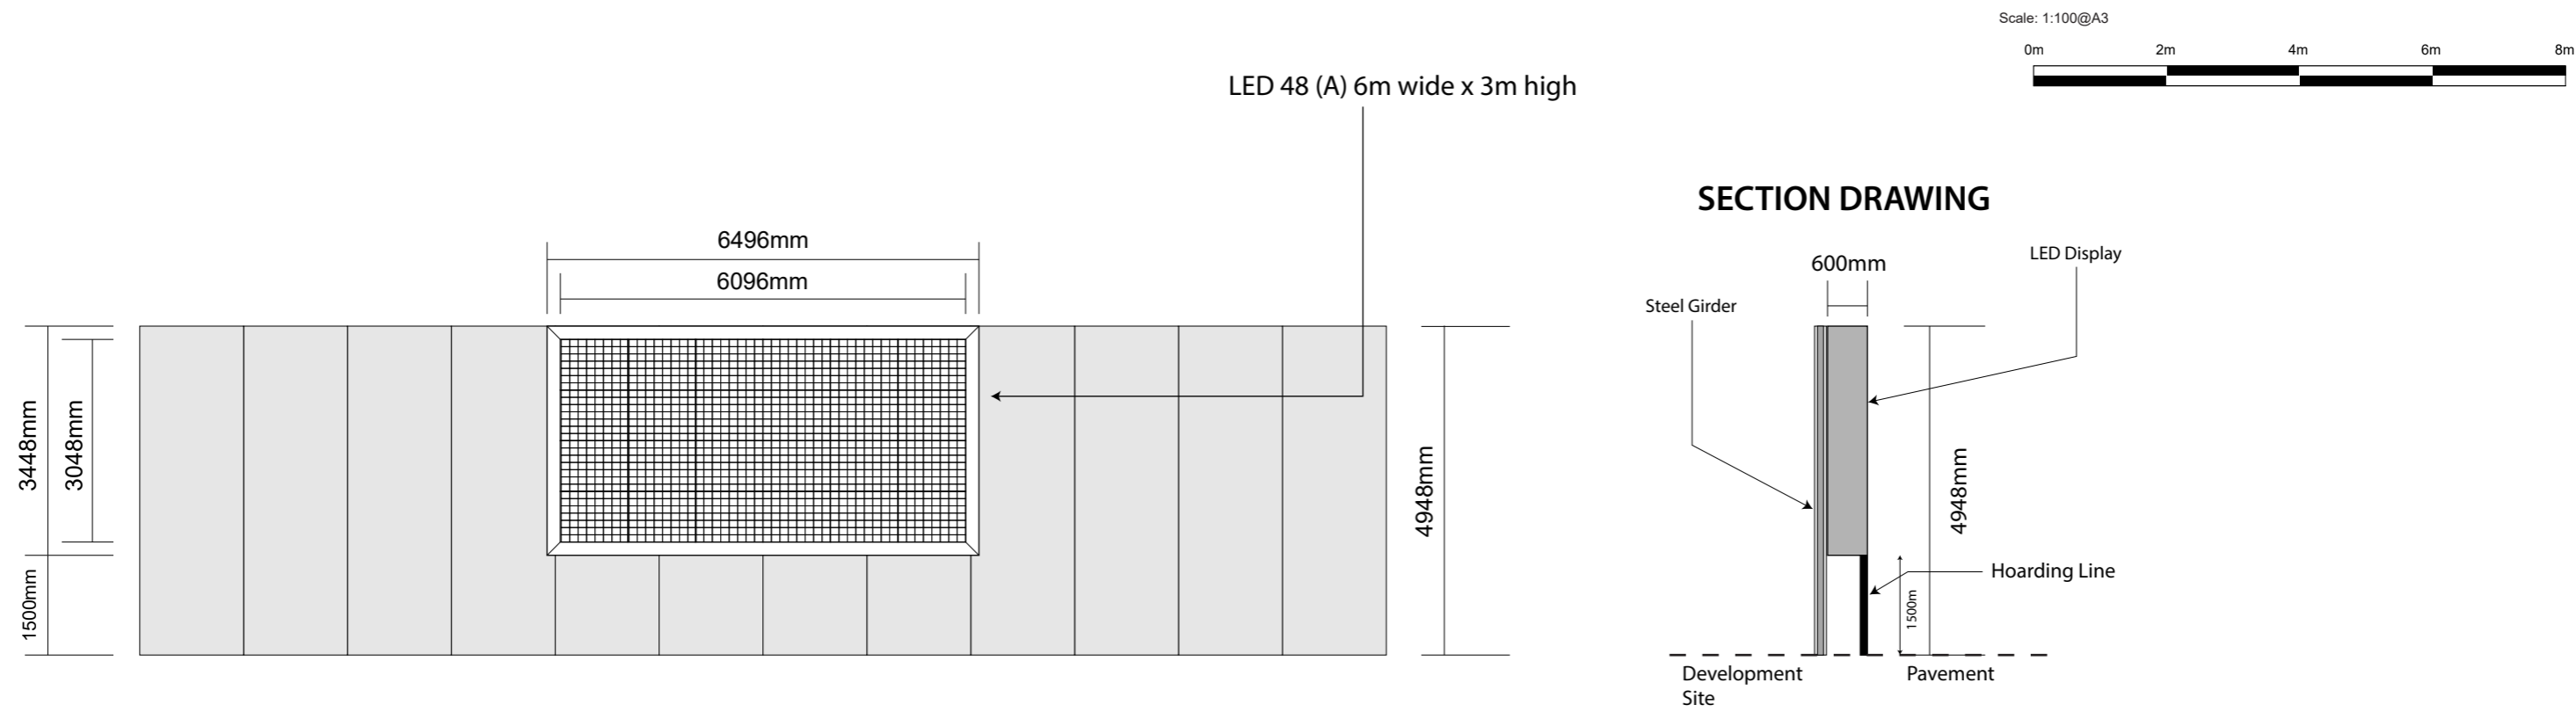 Scale: 1:100@A3
0m 2m 4m 6m 8m
LED 48 (A) 6m wide x 3m high
6496mm
6096mm
3448mm
3048mm
1500mm
4948mm
SECTION DRAWING
600mm
LED Display
Steel Girder
4948mm
Hoarding Line
1500m
Development
Site
Pavement